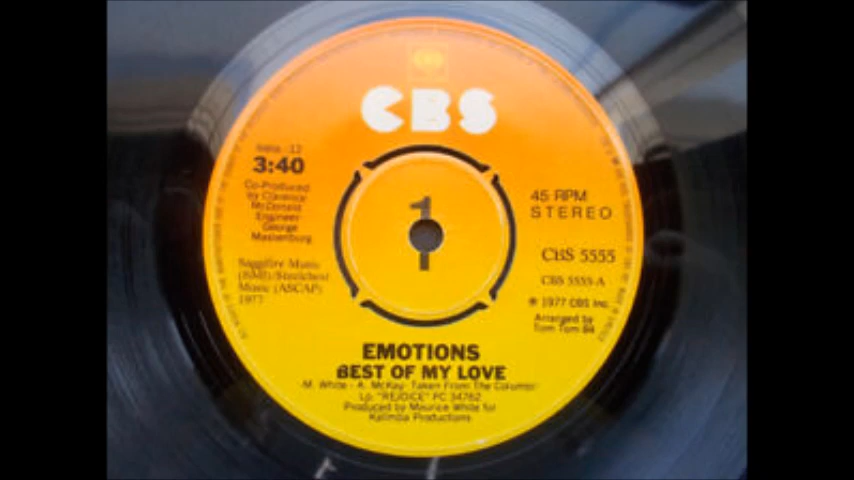 CBS
3:40
Co-Produced
by Clarence
McDonald
Engineer
George
Massenburg
Saggifire Music
(BMI)/Steelchest
Music (ASCAP)
1977
1
45 RPM
STEREO
CBS 5555
CBS 5555-A
℗ 1977 CBS Inc.
Arranged by
Tom Tom 84
EMOTIONS
BEST OF MY LOVE
M. White - A. McKay- Taken From The Columbia
Lp: "REJOICE" PC 34762
Produced by Maurice White for
Kalimba Productions